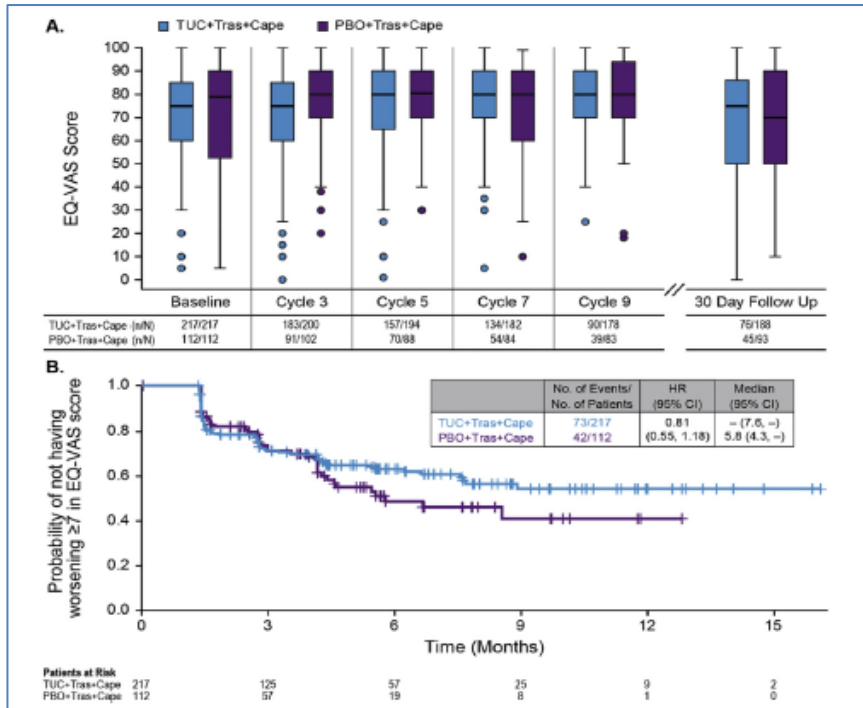 A.
TUC+Tras+Cape PBO+Tras+Cape
EQ-VAS Score
100
90
80
70
60
50
40
30
20
10
0
Baseline Cycle 3 Cycle 5 Cycle 7 Cycle 9 30 Day Follow Up
TUC+Tras+Cape (n/N) 217/217 183/200 157/194 134/182 90/178 76/188
PBO+Tras+Cape (n/N) 112/112 91/102 70/88 54/84 39/83 45/93
B.
Probability of not having
worsening ≥7 in EQ-VAS score
1.0
0.8
0.6
0.4
0.2
0.0
No. of Events/ HR Median
No. of Patients (95% CI) (95% CI)
TUC+Tras+Cape 73/217 0.81 – (7.6, –)
PBO+Tras+Cape 42/112 (0.55, 1.18) 5.8 (4.3, –)
0 3 6 9 12 15
Time (Months)
Patients at Risk
TUC+Tras+Cape 217 125 57 25 9 2
PBO+Tras+Cape 112 57 19 8 1 0